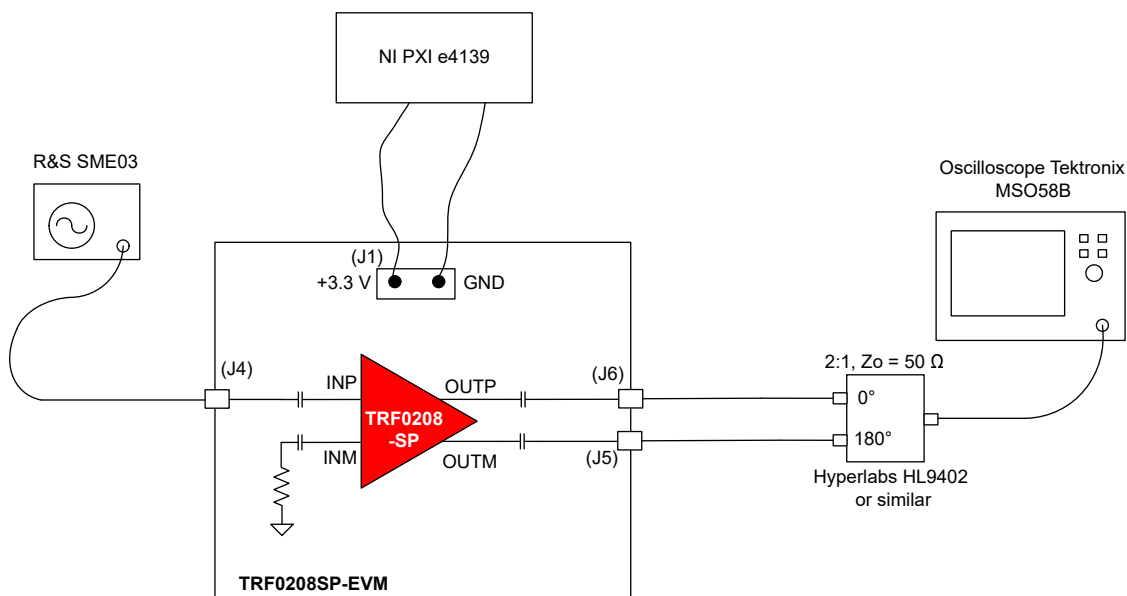 NI PXI e4139
R&S SME03
Oscilloscope Tektronix
MSO58B
(J1)
+3.3 V
GND
(J4)
INP
OUTP
(J6)
TRF0208
-SP
INM
OUTM
(J5)
2:1, Zo = 50 Ω
0°
180°
Hyperlabs HL9402
or similar
TRF0208SP-EVM